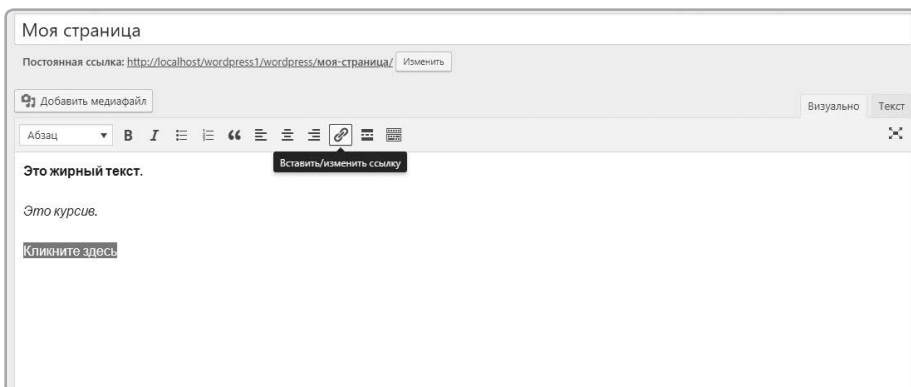 Моя страница
Постоянная ссылка: http://localhost/wordpress1/wordpress/моя-страница/ Изменить
Добавить медиафайл
Визуально Текст
Абзац B I
Вставить/изменить ссылку
Это жирный текст.
Это курсив.
Кликните здесь